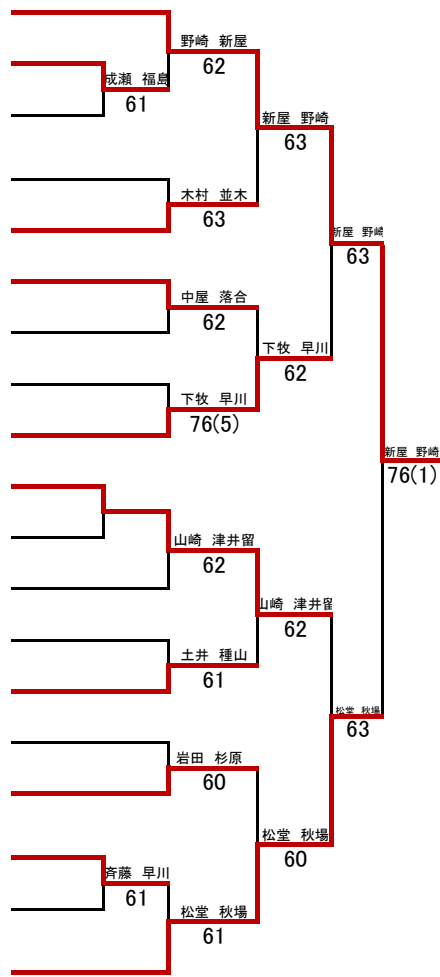 野崎 新屋
62
成瀬 福島
61
新屋 野崎
63
木村 並木
63
新屋 野崎
63
中屋 落合
62
下牧 早川
62
下牧 早川
76(5)
新屋 野崎
76(1)
山崎 津井留
62
山崎 津井留
62
土井 種山
61
松堂 秋場
63
岩田 杉原
60
松堂 秋場
60
斉藤 早川
61
松堂 秋場
61